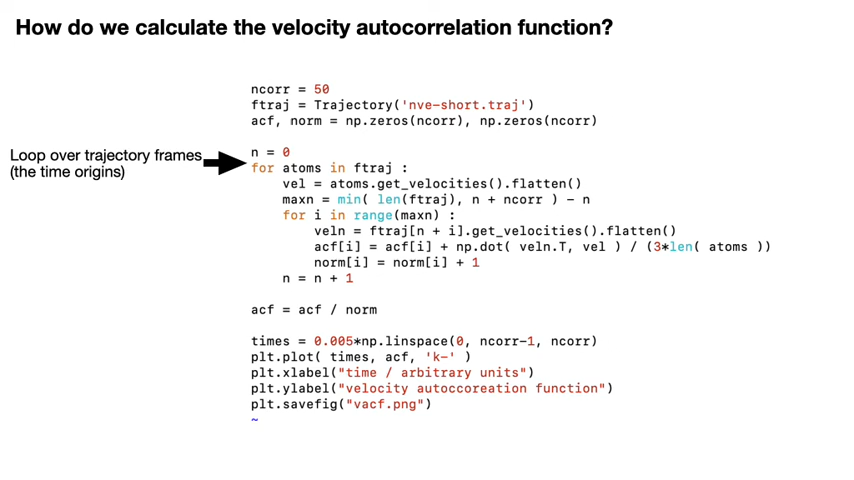 How do we calculate the velocity autocorrelation function?
ncorr = 50
ftraj = Trajectory('nve-short.traj')
acf, norm = np.zeros(ncorr), np.zeros(ncorr)
Loop over trajectory frames
(the time origins)
n = 0
for atoms in ftraj :
    vel = atoms.get_velocities().flatten()
    maxn = min( len(ftraj), n + ncorr ) - n
    for i in range(maxn) :
        veln = ftraj[n + i].get_velocities().flatten()
        acf[i] = acf[i] + np.dot( veln.T, vel ) / (3*len( atoms ))
        norm[i] = norm[i] + 1
    n = n + 1
acf = acf / norm
times = 0.005*np.linspace(0, ncorr-1, ncorr)
plt.plot( times, acf, 'k-' )
plt.xlabel("time / arbitrary units")
plt.ylabel("velocity autoccoreation function")
plt.savefig("vacf.png")
~